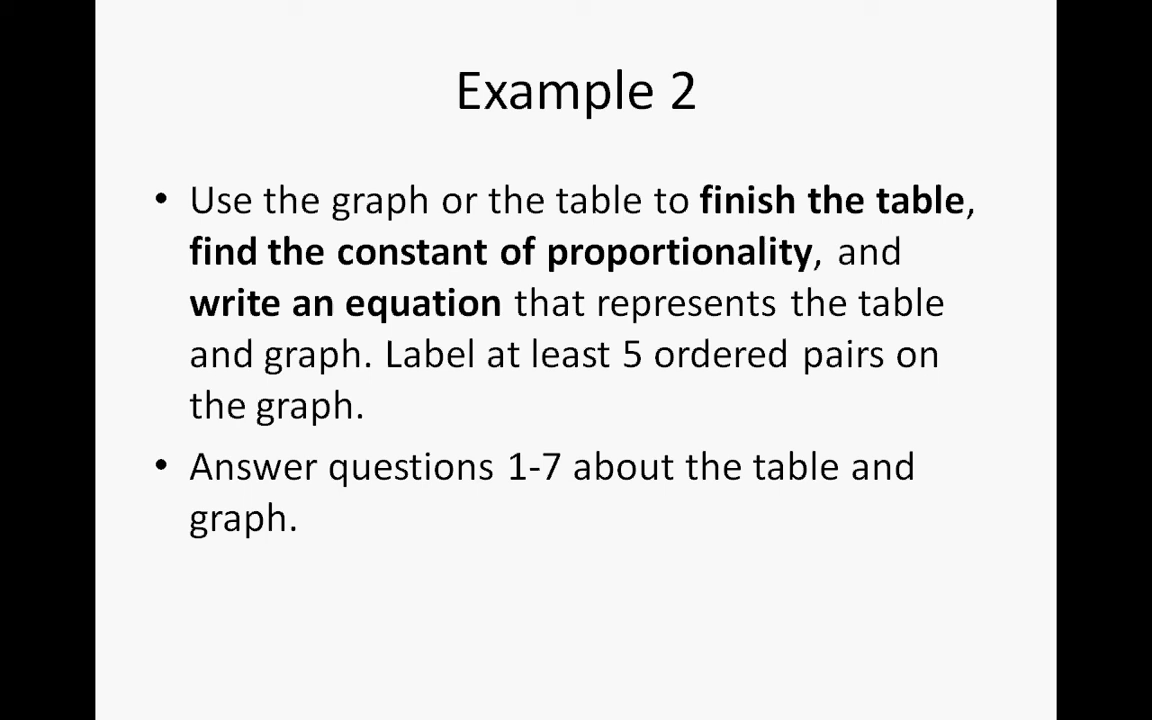 Example 2
• Use the graph or the table to finish the table,
find the constant of proportionality, and
write an equation that represents the table
and graph. Label at least 5 ordered pairs on
the graph.
• Answer questions 1-7 about the table and
graph.